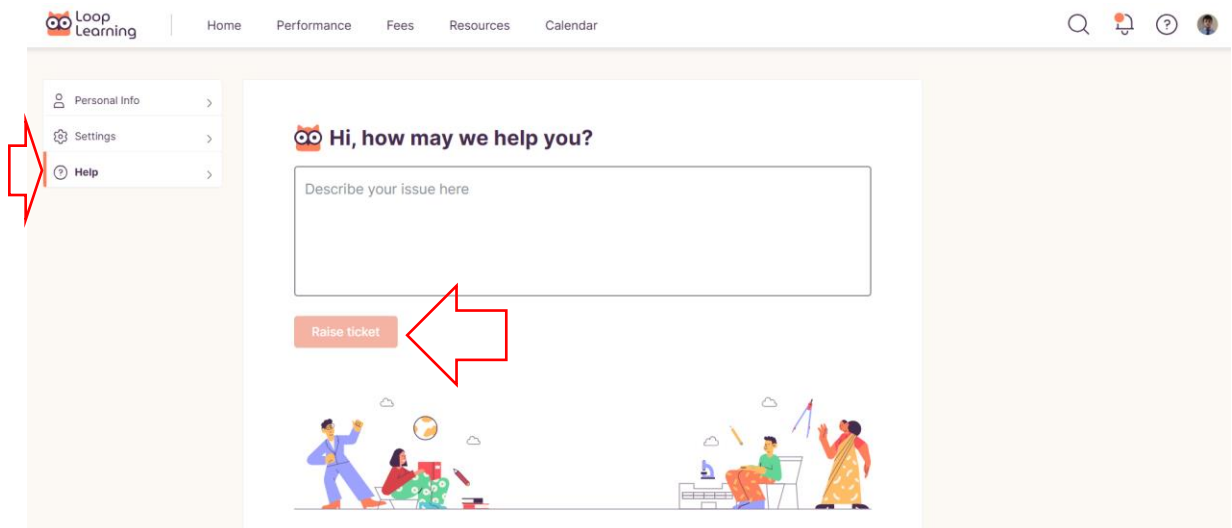 Loop
Learning
Home Performance Fees Resources Calendar
Personal Info
Settings
Help
Hi, how may we help you?
Describe your issue here
Raise ticket